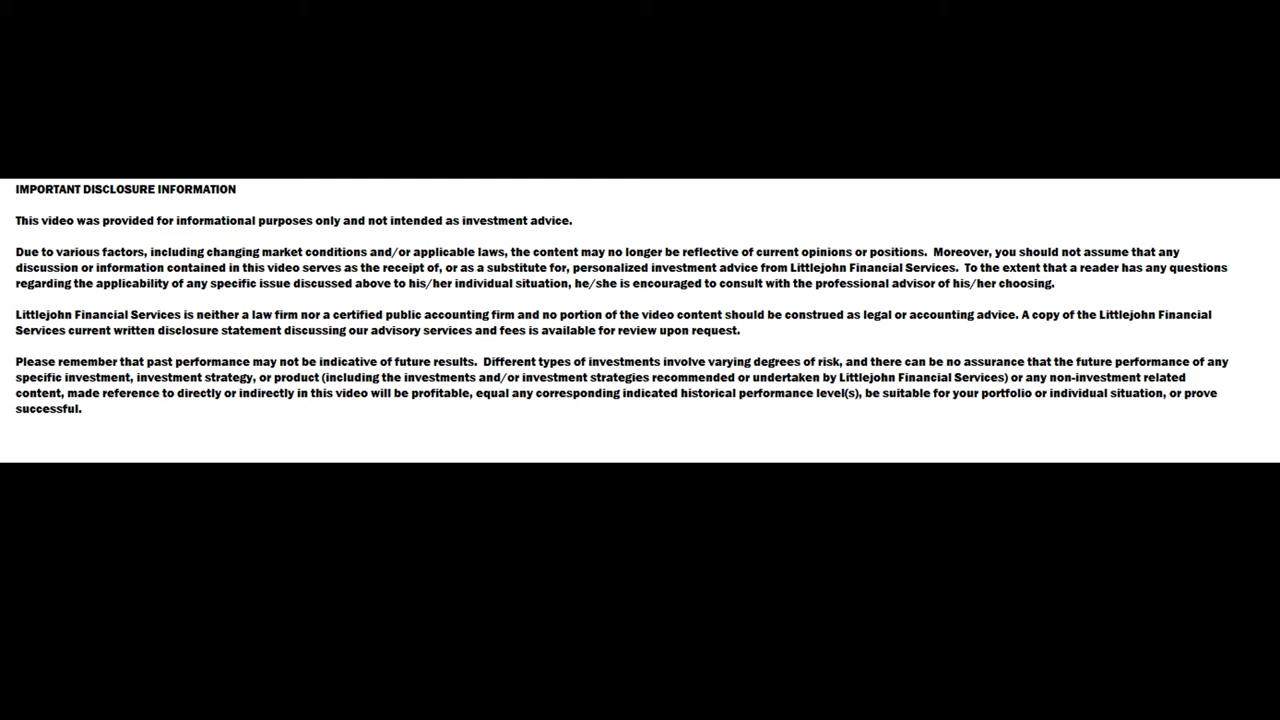 IMPORTANT DISCLOSURE INFORMATION
This video was provided for informational purposes only and not intended as investment advice.
Due to various factors, including changing market conditions and/or applicable laws, the content may no longer be reflective of current opinions or positions.  Moreover, you should not assume that any
discussion or information contained in this video serves as the receipt of, or as a substitute for, personalized investment advice from Littlejohn Financial Services.  To the extent that a reader has any questions
regarding the applicability of any specific issue discussed above to his/her individual situation, he/she is encouraged to consult with the professional advisor of his/her choosing.
Littlejohn Financial Services is neither a law firm nor a certified public accounting firm and no portion of the video content should be construed as legal or accounting advice. A copy of the Littlejohn Financial
Services current written disclosure statement discussing our advisory services and fees is available for review upon request.
Please remember that past performance may not be indicative of future results.  Different types of investments involve varying degrees of risk, and there can be no assurance that the future performance of any
specific investment, investment strategy, or product (including the investments and/or investment strategies recommended or undertaken by Littlejohn Financial Services) or any non-investment related
content, made reference to directly or indirectly in this video will be profitable, equal any corresponding indicated historical performance level(s), be suitable for your portfolio or individual situation, or prove
successful.